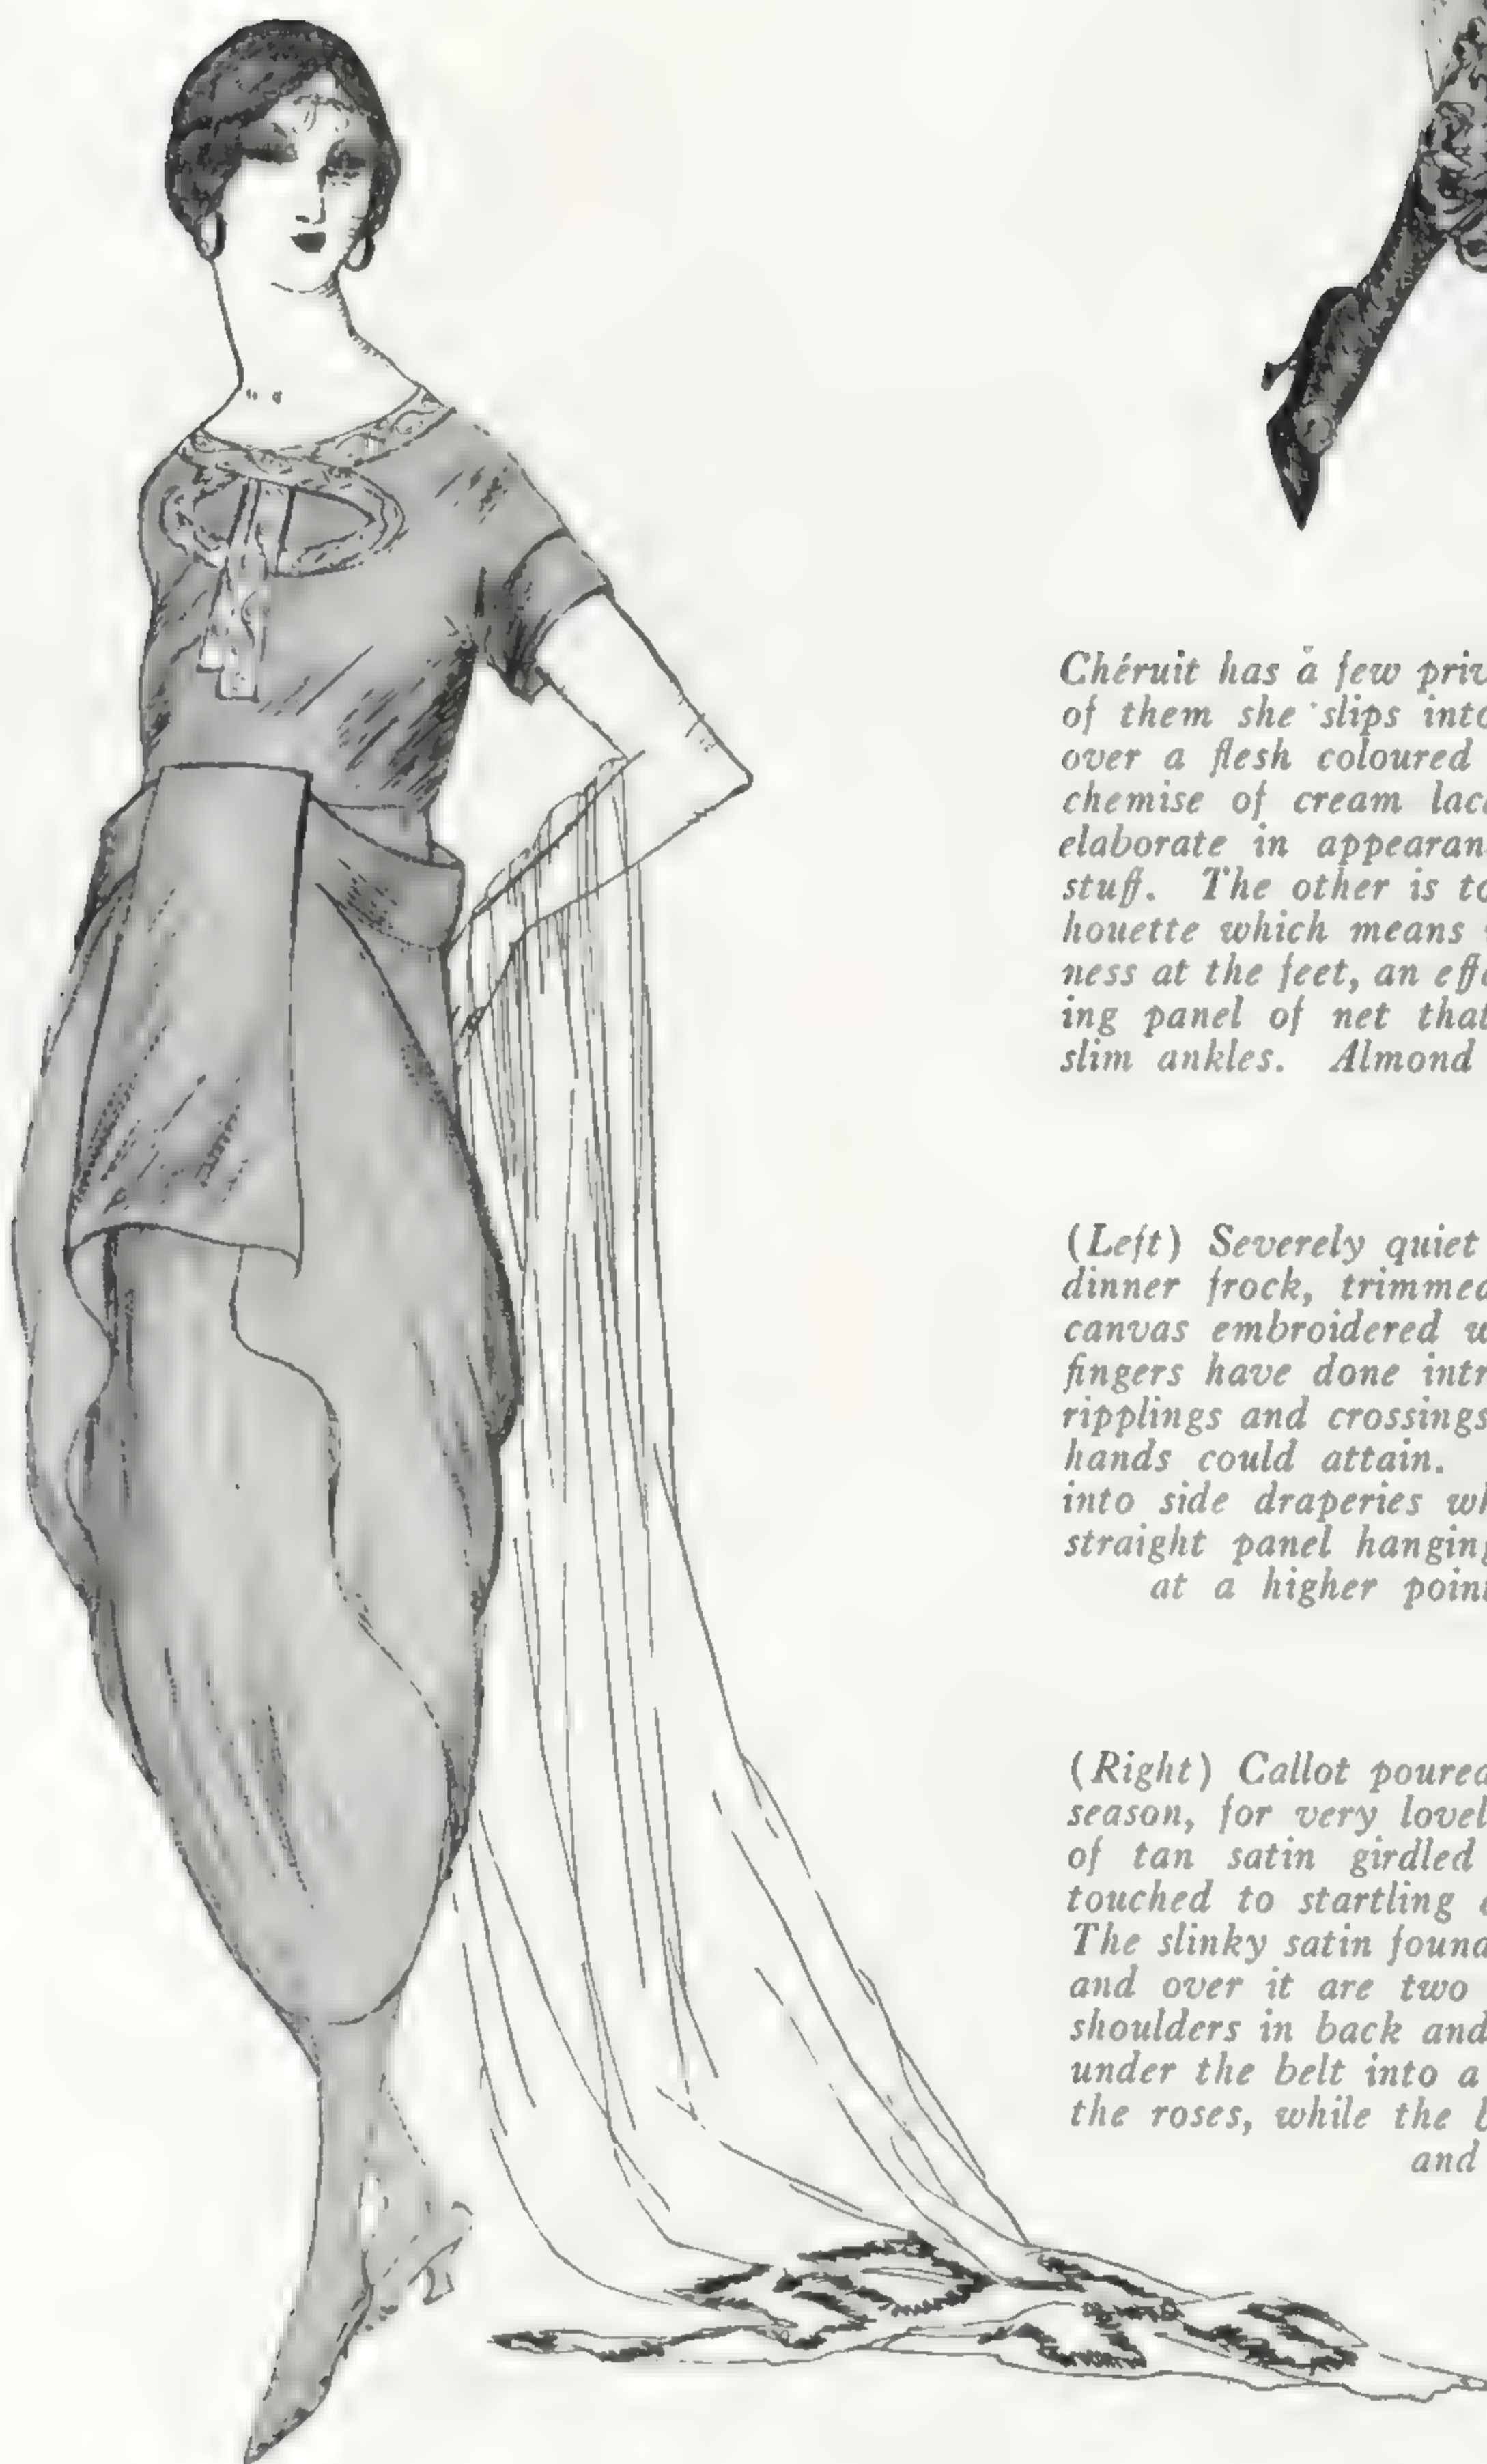 Chéruit has a few priv
of them she slips into
over a flesh coloured
chemise of cream lac
elaborate in appearan
stuff. The other is to
houette which means
ness at the feet, an eff
ing panel of net that
slim ankles. Almond
(Left) Severely quiet
dinner frock, trimmed
canvas embroidered w
fingers have done intr
ripplings and crossings
hands could attain.
into side draperies wh
straight panel hanging
at a higher point
(Right) Callot poured
season, for very lovel
of tan satin girdled
touched to startling
The slinky satin found
and over it are two
shoulders in back and
under the belt into a
the roses, while the b
and